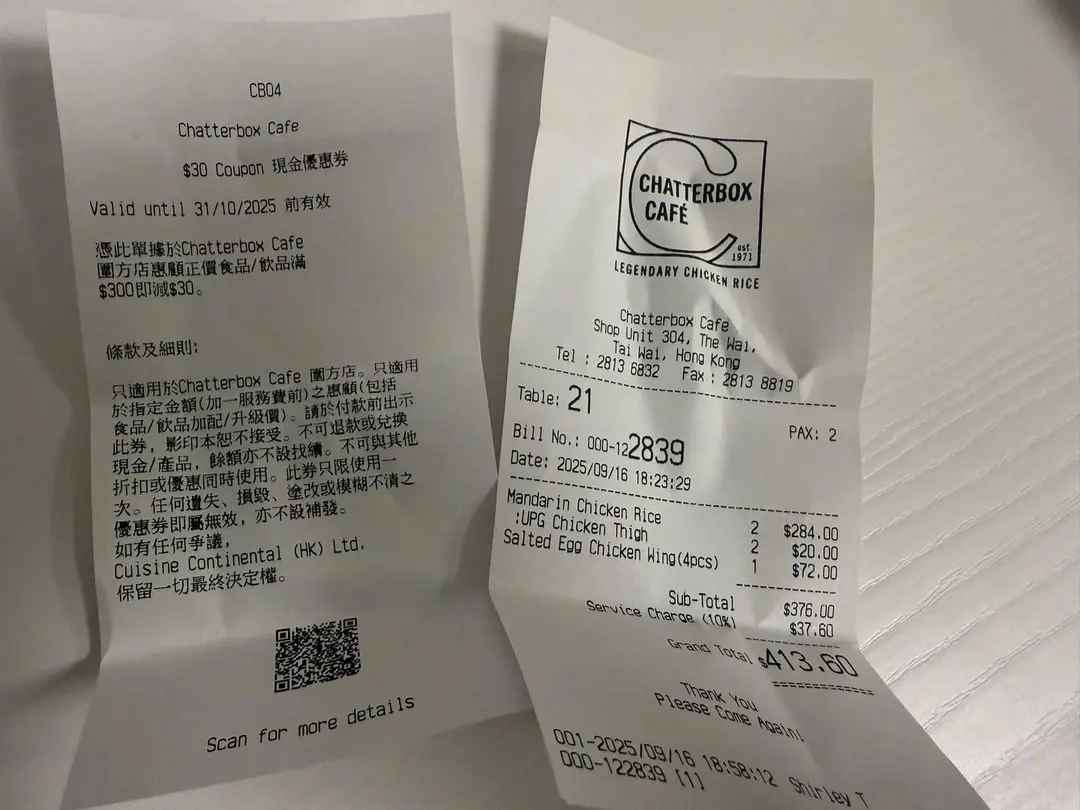 CB04
Chatterbox Cafe
$30 Coupon 現金優惠券
Valid until 31/10/2025 前有效
憑此單據於Chatterbox Cafe
圍方店惠顧正價食品/飲品滿
$300即減$30。
條款及細則:
只適用於Chatterbox Cafe 圍方店。只適用
於指定金額(加一服務費前)之惠顧(包括
食品/飲品加配/升級價)。請於付款前出示
此券，影印本恕不接受。不可退款或兌換
現金/產品，餘額亦不設找續。不可與其他
折扣或優惠同時使用。此券只限使用一
次。任何遺失、損毀、塗改或模糊不清之
優惠券即屬無效，亦不設補發。
如有任何爭議，
Cuisine Continental (HK) Ltd.
保留一切最終決定權。
Scan for more details
CHATTERBOX
CAFÉ
est.
1971
LEGENDARY CHICKEN RICE
Chatterbox Cafe
Shop Unit 304, The Wai,
Tai Wai, Hong Kong
Tel : 2813 6832 Fax : 2813 8819
Table: 21
PAX: 2
Bill No.: 000-122839
Date: 2025/09/16 18:23:29
Mandarin Chicken Rice 2 $284.00
:UPG Chicken Thigh 2 $20.00
Salted Egg Chicken Wing(4pcs) 1 $72.00
Sub-Total $376.00
Service Charge (10%) $37.60
Grand Total $413.60
Thank You
Please Come Again!
001-2025/09/16 18:58:12 Shirley T
000-122839 [1]